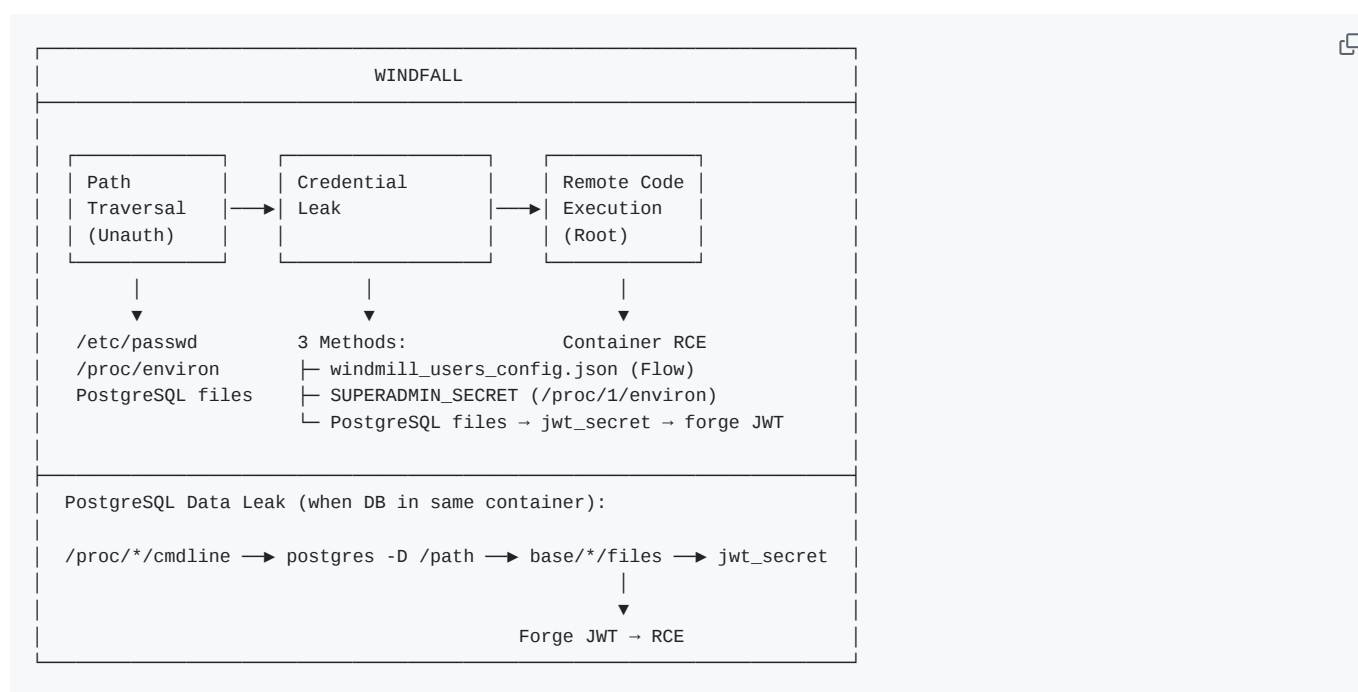 WINDFALL
Path Credential Remote Code
Traversal Leak Execution
(Unauth) (Root)
/etc/passwd 3 Methods: Container RCE
/proc/environ ├─ windmill_users_config.json (Flow)
PostgreSQL files ├─ SUPERADMIN_SECRET (/proc/1/environ)
└─ PostgreSQL files → jwt_secret → forge JWT
PostgreSQL Data Leak (when DB in same container):
/proc/*/cmdline ──▶ postgres -D /path ──▶ base/*/files ──▶ jwt_secret
Forge JWT → RCE